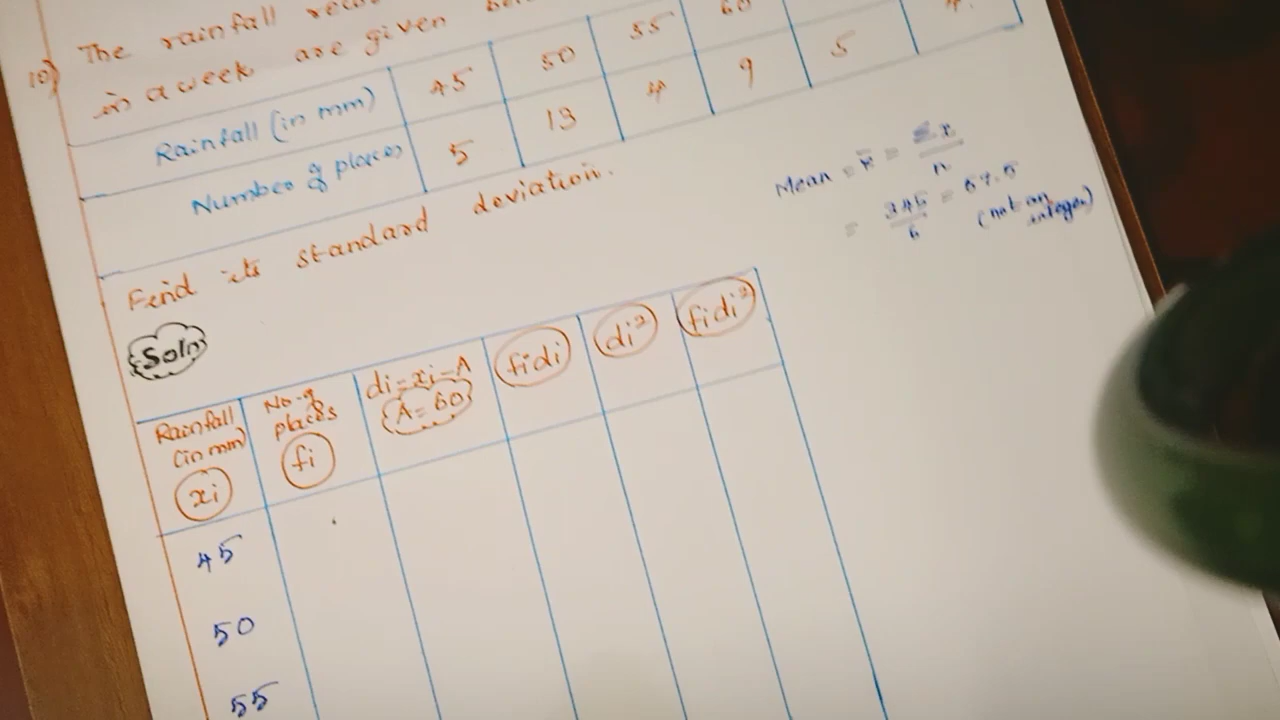 10)
The rainfall
in a week are given
Rainfall (in mm) 45 50 55 60
Number of places 5 13 4 9 5 4.
Find its standard deviation.
Mean = x̄ = Σx/n
= 345/6 = 57.5
(not an integer)
Soln
Rainfall (in mm) xi
No. of places fi
di = xi - A
A = 60
fidi
di²
fidi²
45
50
55